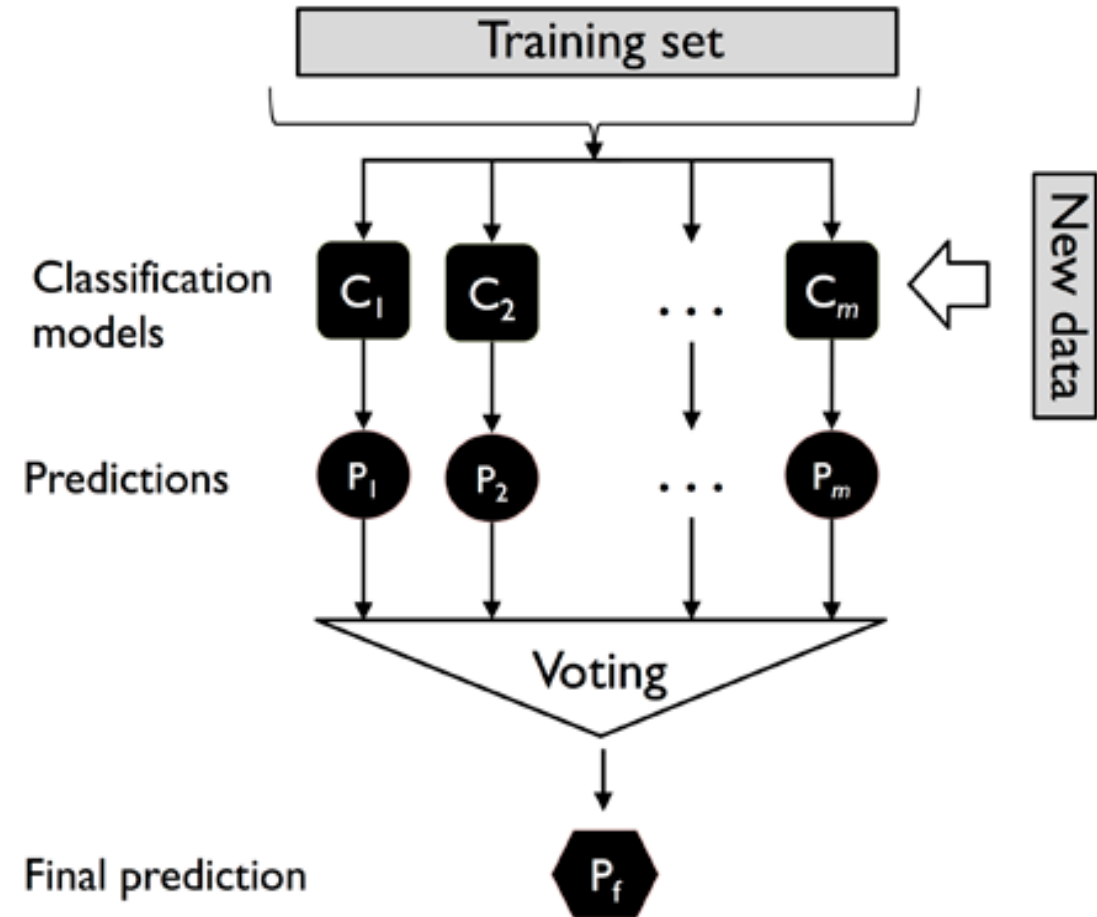 Training set
Classification
models
C1 C2 ... Cm
New data
Predictions
P1 P2 ... Pm
Voting
Final prediction
Pf